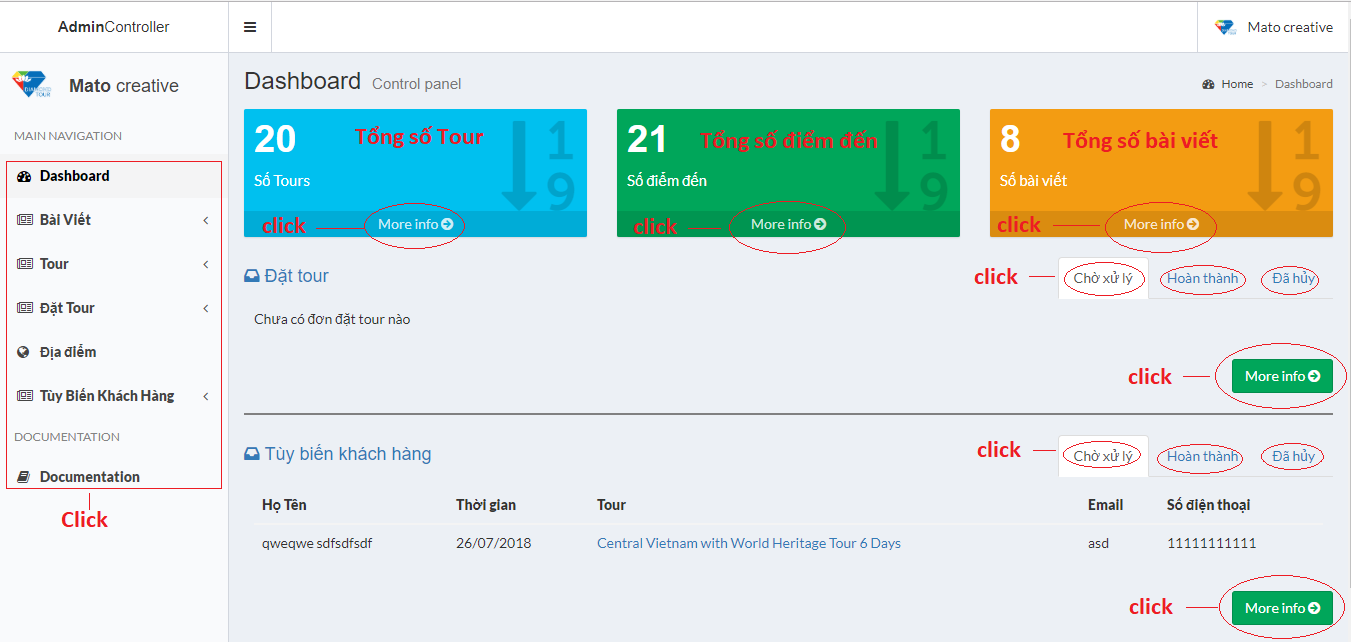 AdminController
Mato creative
DIAMOND TOUR
Mato creative
MAIN NAVIGATION
Dashboard
Bài Viết
Tour
Đặt Tour
Địa điểm
Tùy Biến Khách Hàng
DOCUMENTATION
Documentation
Click
Dashboard Control panel
Home > Dashboard
20 Tổng số Tour
Số Tours
19
click More info
21 Tổng số điểm đến
Số điểm đến
19
click More info
8 Tổng số bài viết
Số bài viết
19
click More info
Đặt tour
click Chờ xử lý Hoàn thành Đã hủy
Chưa có đơn đặt tour nào
click More info
Tùy biến khách hàng
click Chờ xử lý Hoàn thành Đã hủy
Họ Tên Thời gian Tour Email Số điện thoại
qweqwe sdfsdfsdf 26/07/2018 Central Vietnam with World Heritage Tour 6 Days asd 11111111111
click More info